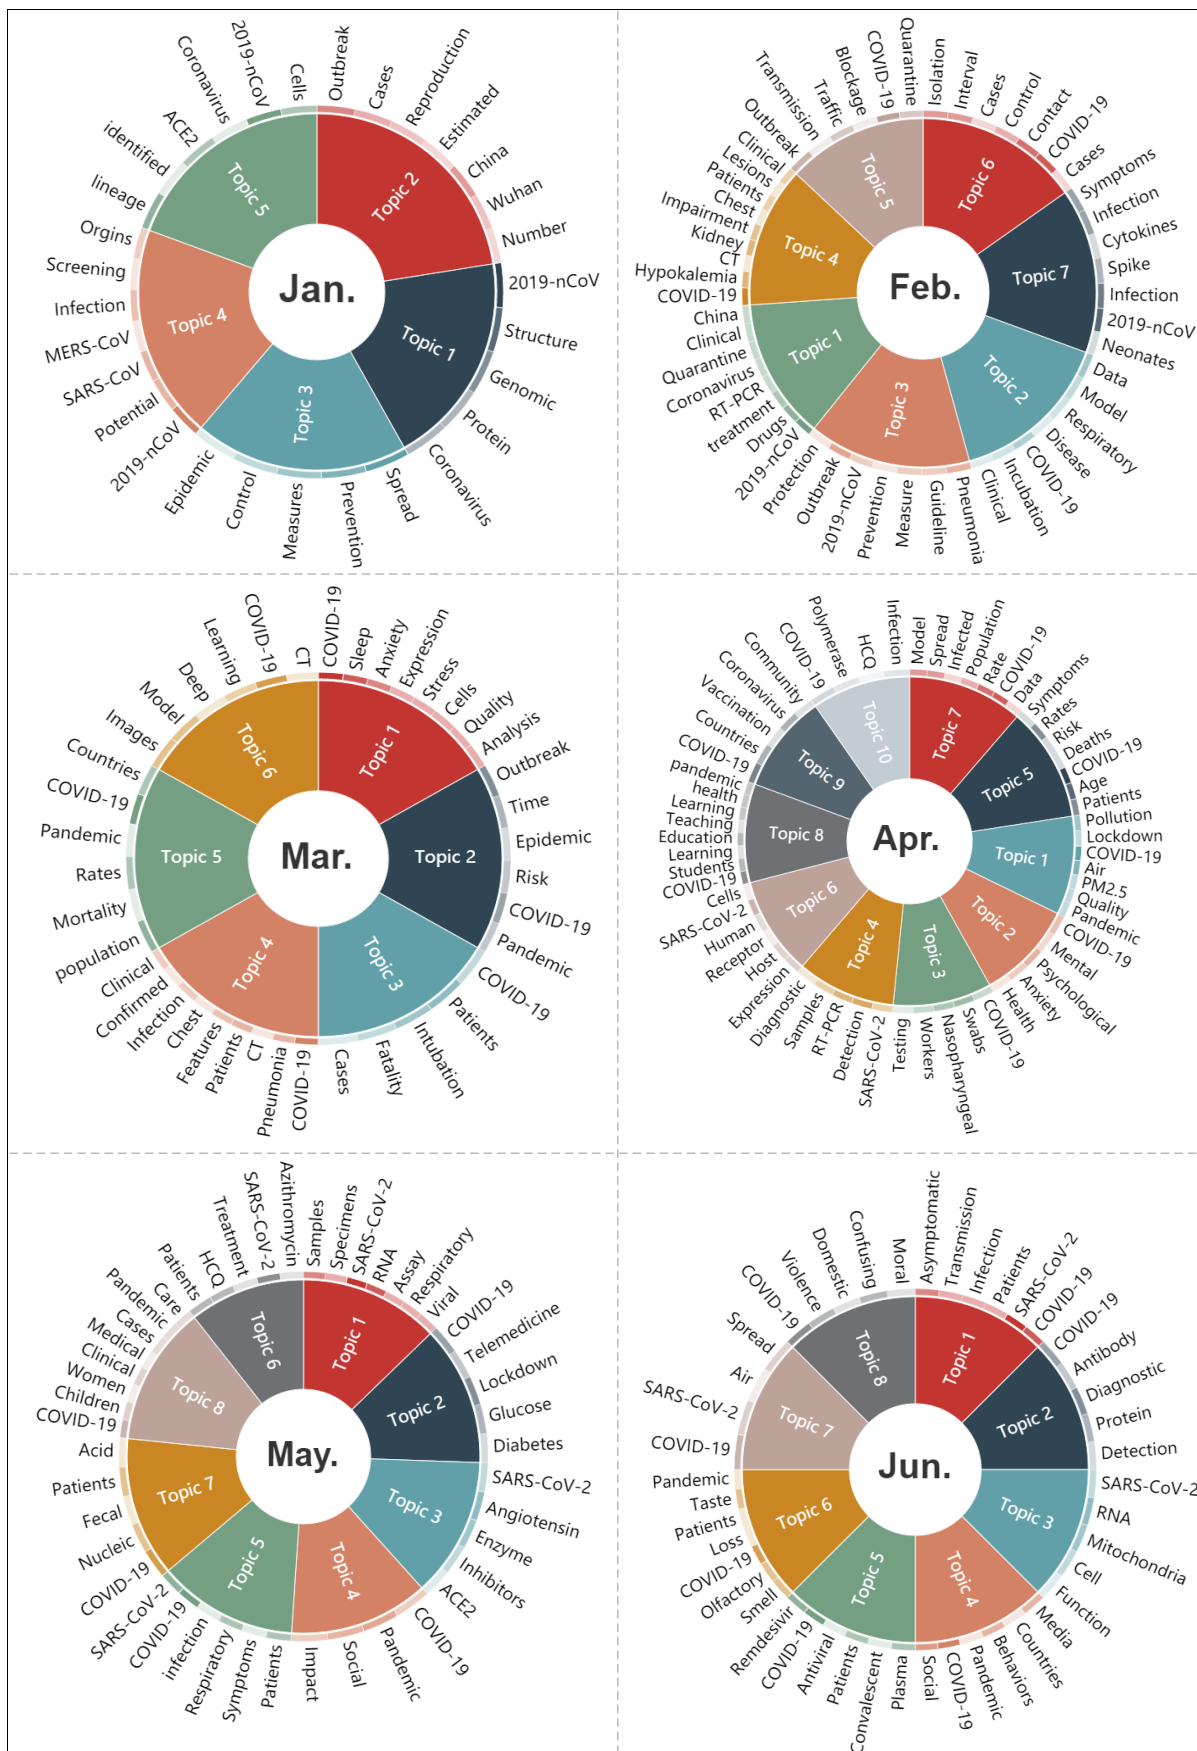 Jan.
Topic 2
Outbreak
Cases
Reproduction
Estimated
China
Wuhan
Number
Topic 1
2019-nCoV
Structure
Genomic
Protein
Coronavirus
Topic 3
Spread
Prevention
Measures
Control
Epidemic
Topic 4
2019-nCoV
Potential
SARS-CoV
MERS-CoV
Infection
Screening
Orgins
Topic 5
lineage
identified
ACE2
Coronavirus
2019-nCoV
Cells
Feb.
Topic 6
Isolation
Interval
Cases
Control
Contact
COVID-19
Cases
Topic 7
Symptoms
Infection
Cytokines
Spike
Infection
2019-nCoV
Neonates
Topic 2
Data
Model
Respiratory
Disease
COVID-19
Incubation
Clinical
Topic 3
Pneumonia
Guideline
Measure
Prevention
2019-nCoV
Outbreak
Protection
Topic 1
2019-nCoV
Drugs
treatment
RT-PCR
Coronavirus
Quarantine
Clinical
China
Topic 4
COVID-19
Hypokalemia
CT
Kidney
Impairment
Chest
Patients
Lesions
Clinical
Topic 5
Outbreak
Transmission
Traffic
Blockage
COVID-19
Quarantine
Mar.
Topic 1
COVID-19
Sleep
Anxiety
Expression
Stress
Cells
Quality
Analysis
Topic 2
Outbreak
Time
Epidemic
Risk
COVID-19
Pandemic
Topic 3
COVID-19
Patients
Intubation
Fatality
Cases
Topic 4
COVID-19
Pneumonia
CT
Patients
Features
Chest
Infection
Confirmed
Clinical
Topic 5
population
Mortality
Rates
Pandemic
COVID-19
Countries
Topic 6
Images
Model
Deep
Learning
COVID-19
CT
Apr.
Topic 7
Model
Spread
Infected
Population
Rate
COVID-19
Data
Topic 5
Symptoms
Rates
Risk
Deaths
COVID-19
Age
Patients
Topic 1
Pollution
Lockdown
COVID-19
Air
PM2.5
Quality
Topic 2
Pandemic
COVID-19
Mental
Psychological
Anxiety
Health
Topic 3
COVID-19
Swabs
Nasopharyngeal
Workers
Testing
Topic 4
SARS-CoV-2
Detection
RT-PCR
Samples
Diagnostic
Topic 6
Expression
Host
Receptor
Human
SARS-CoV-2
Cells
Topic 8
COVID-19
Students
Learning
Education
Teaching
Learning
health
Topic 9
pandemic
COVID-19
Countries
Vaccination
Coronavirus
Community
Topic 10
COVID-19
Polymerase
HCQ
Infection
May.
Topic 1
Samples
Specimens
SARS-CoV-2
RNA
Assay
Respiratory
Viral
Topic 2
COVID-19
Telemedicine
Lockdown
Glucose
Diabetes
Topic 3
SARS-CoV-2
Angiotensin
Enzyme
Inhibitors
ACE2
Topic 4
COVID-19
Pandemic
Social
Impact
Topic 5
Patients
Symptoms
Respiratory
infection
COVID-19
SARS-CoV-2
Topic 7
COVID-19
Nucleic
Fecal
Patients
Acid
Topic 8
COVID-19
Children
Women
Clinical
Medical
Cases
Pandemic
Care
Topic 6
Patients
HCQ
Treatment
SARS-CoV-2
Azithromycin
Jun.
Topic 1
Asymptomatic
Transmission
Infection
Patients
SARS-CoV-2
COVID-19
Topic 2
COVID-19
Antibody
Diagnostic
Protein
Detection
Topic 3
SARS-CoV-2
RNA
Mitochondria
Cell
Function
Topic 4
Media
Countries
Behaviors
Pandemic
COVID-19
Social
Topic 5
Plasma
Convalescent
Patients
Antiviral
COVID-19
Remdesivir
Topic 6
Smell
Olfactory
COVID-19
Loss
Patients
Taste
Pandemic
Topic 7
COVID-19
SARS-CoV-2
Air
Spread
Topic 8
COVID-19
Violence
Domestic
Confusing
Moral